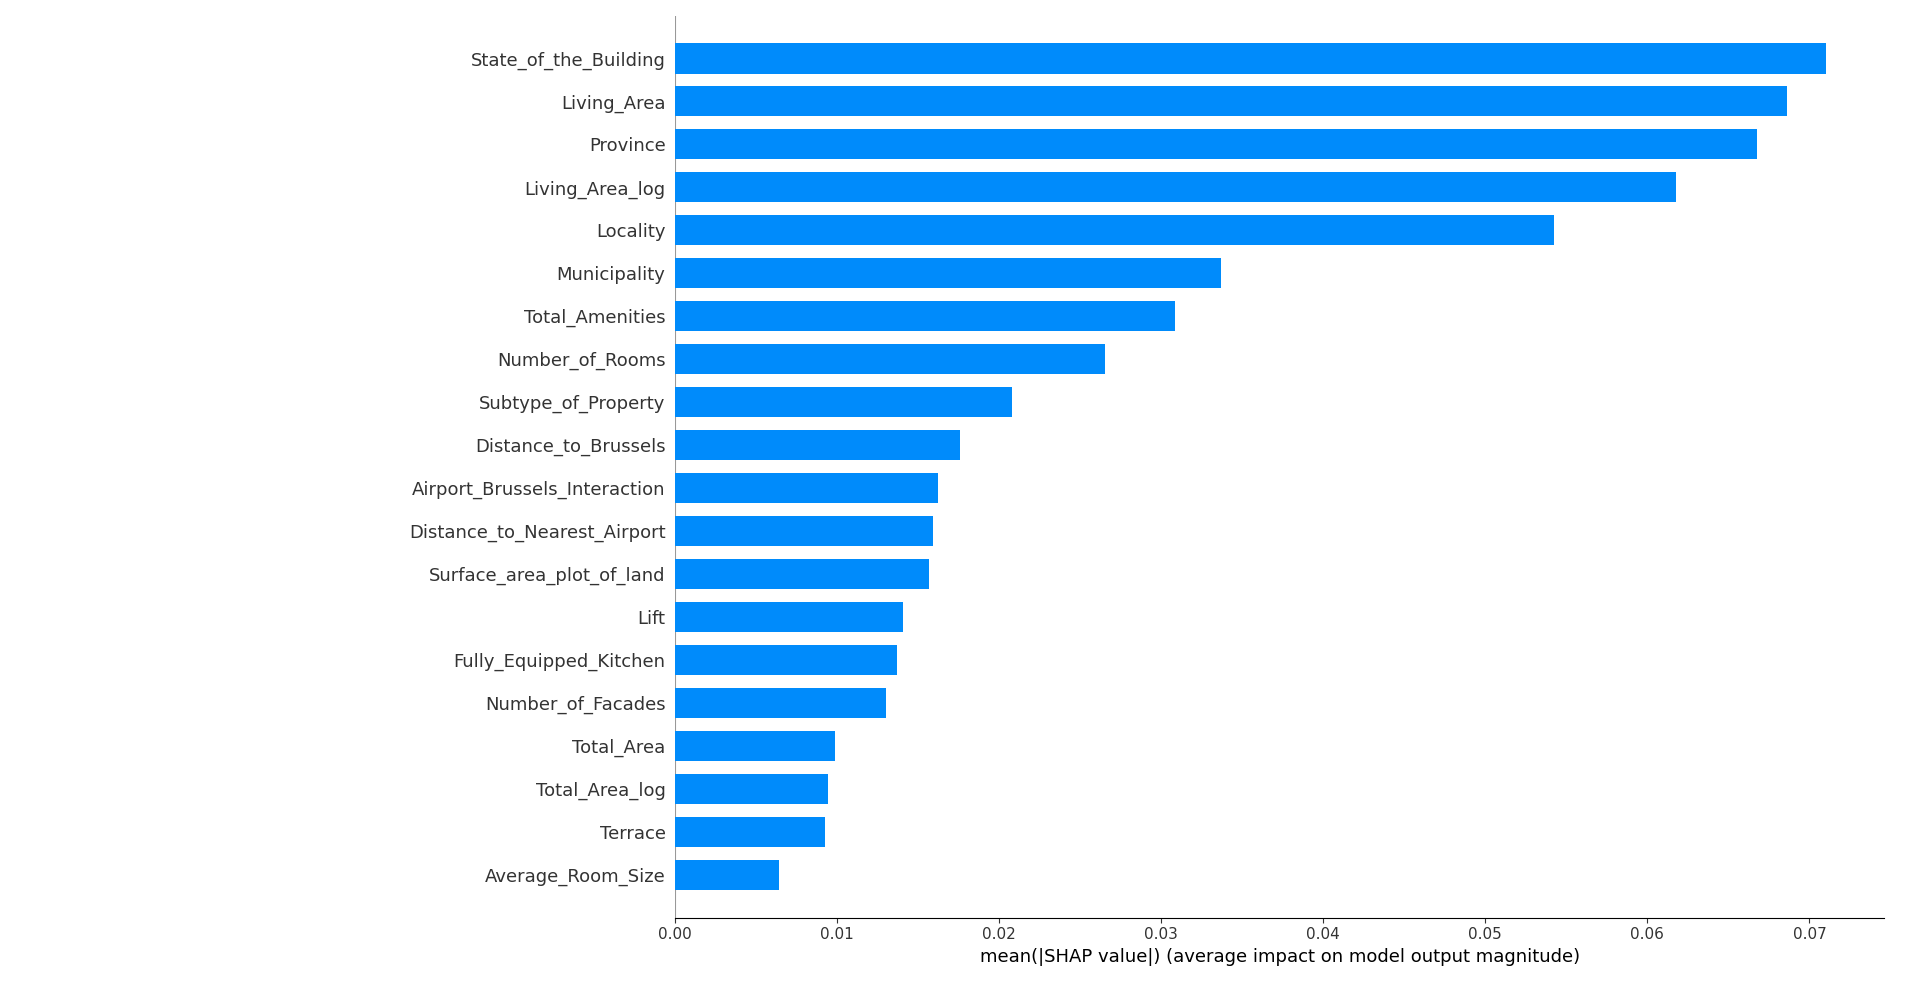 State_of_the_Building
Living_Area
Province
Living_Area_log
Locality
Municipality
Total_Amenities
Number_of_Rooms
Subtype_of_Property
Distance_to_Brussels
Airport_Brussels_Interaction
Distance_to_Nearest_Airport
Surface_area_plot_of_land
Lift
Fully_Equipped_Kitchen
Number_of_Facades
Total_Area
Total_Area_log
Terrace
Average_Room_Size
0.00 0.01 0.02 0.03 0.04 0.05 0.06 0.07
mean(|SHAP value|) (average impact on model output magnitude)